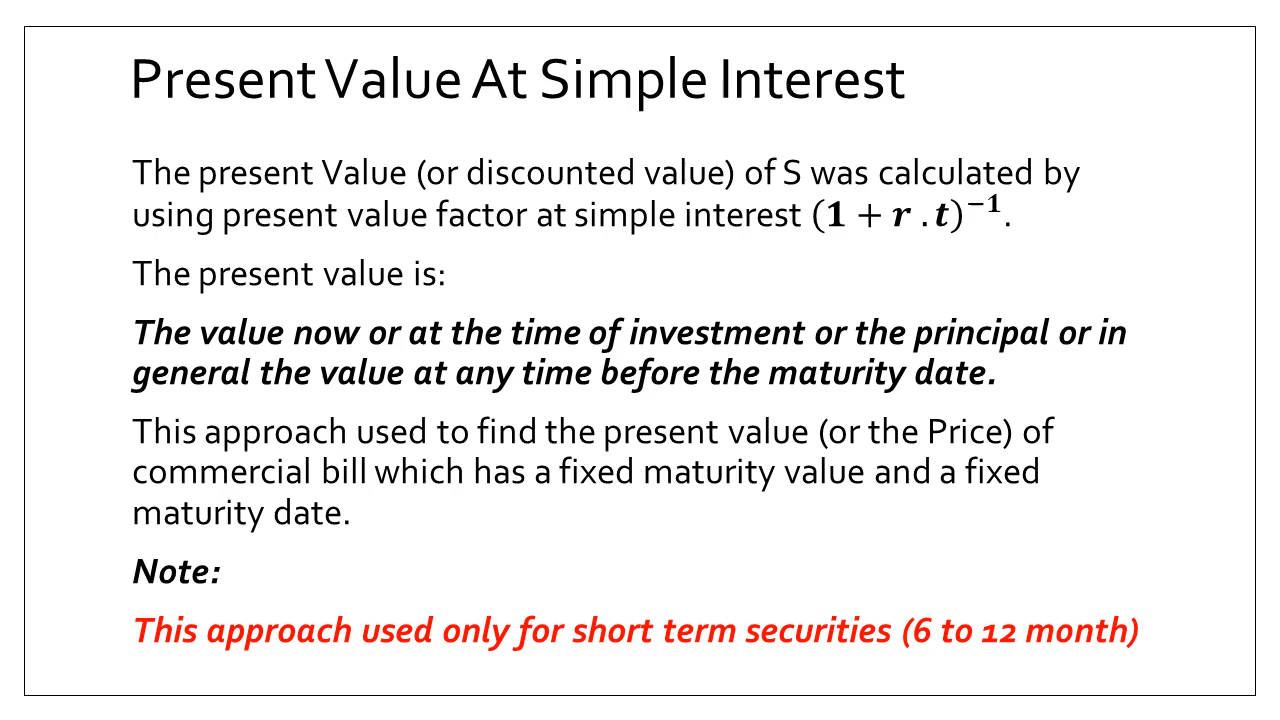 Present Value At Simple Interest
The present Value (or discounted value) of S was calculated by
using present value factor at simple interest (𝟏 + 𝒓 . 𝒕)⁻¹.
The present value is:
The value now or at the time of investment or the principal or in
general the value at any time before the maturity date.
This approach used to find the present value (or the Price) of
commercial bill which has a fixed maturity value and a fixed
maturity date.
Note:
This approach used only for short term securities (6 to 12 month)